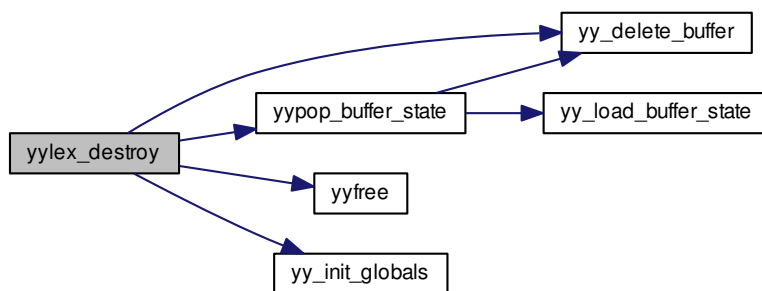 yy_delete_buffer
yypop_buffer_state
yy_load_buffer_state
yylex_destroy
yyfree
yy_init_globals